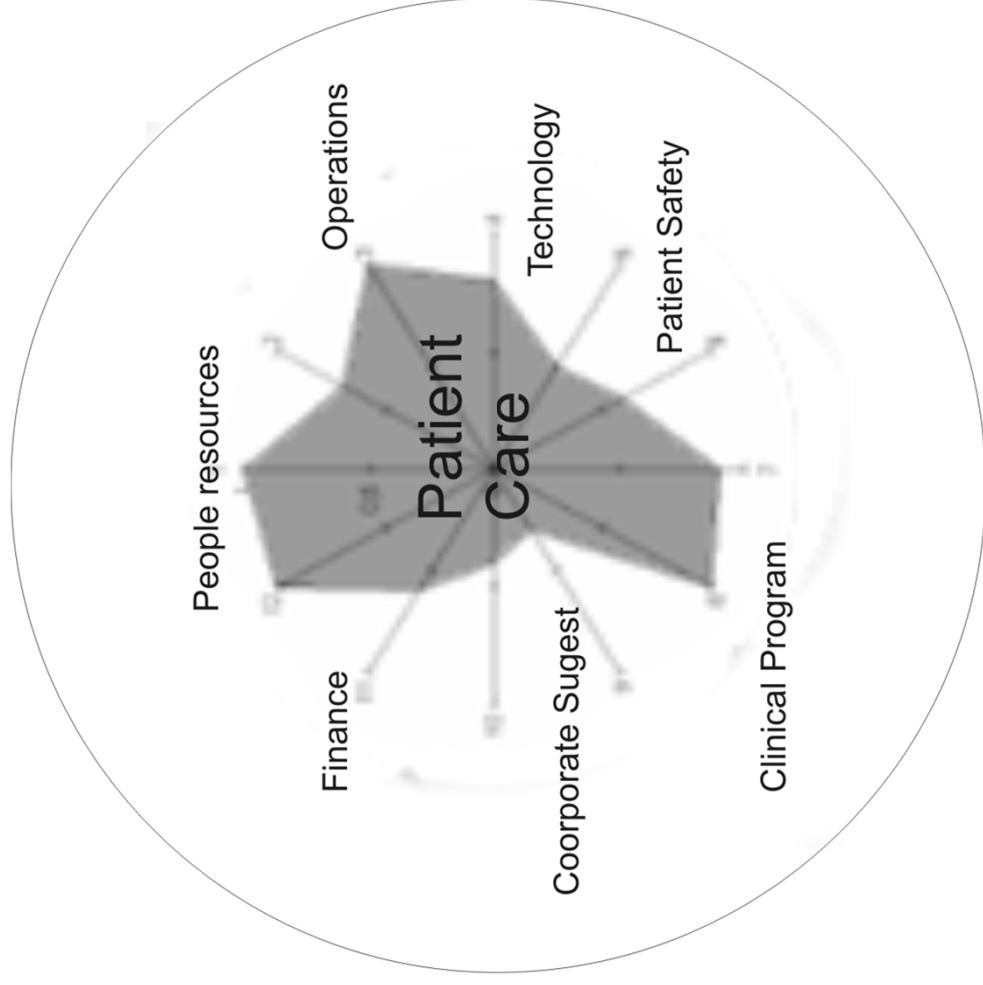 People resources
Operations
Technology
Patient Safety
Clinical Program
Coorporate Sugest
Finance
Patient
Care